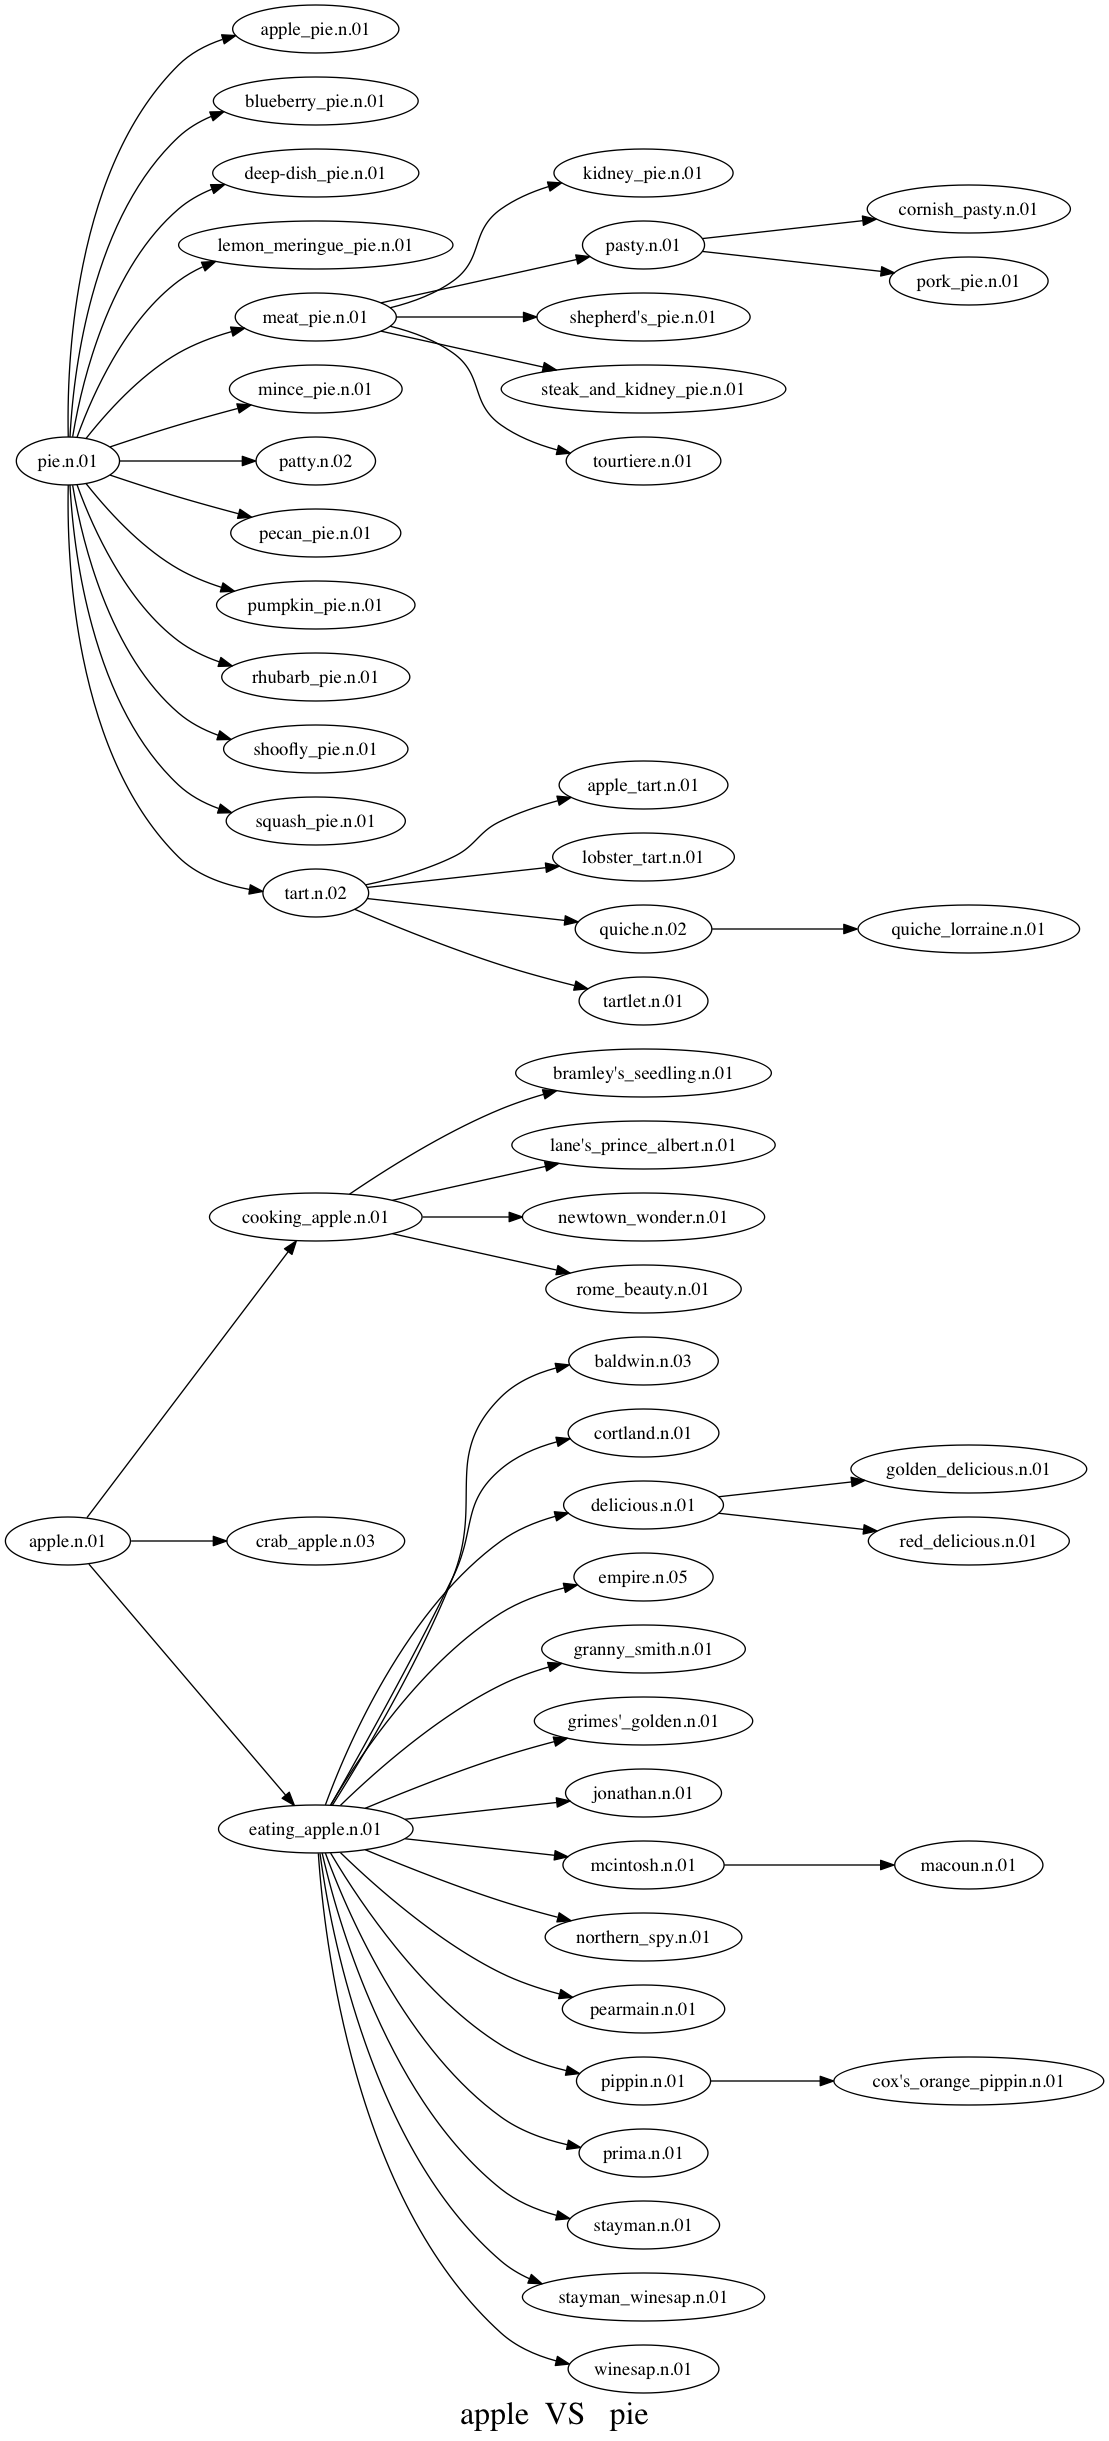 apple_pie.n.01
blueberry_pie.n.01
deep-dish_pie.n.01
kidney_pie.n.01
cornish_pasty.n.01
lemon_meringue_pie.n.01
pasty.n.01
pork_pie.n.01
meat_pie.n.01
shepherd's_pie.n.01
mince_pie.n.01
steak_and_kidney_pie.n.01
pie.n.01
patty.n.02
tourtiere.n.01
pecan_pie.n.01
pumpkin_pie.n.01
rhubarb_pie.n.01
shoofly_pie.n.01
apple_tart.n.01
squash_pie.n.01
lobster_tart.n.01
tart.n.02
quiche.n.02
quiche_lorraine.n.01
tartlet.n.01
bramley's_seedling.n.01
lane's_prince_albert.n.01
cooking_apple.n.01
newtown_wonder.n.01
rome_beauty.n.01
baldwin.n.03
cortland.n.01
golden_delicious.n.01
delicious.n.01
apple.n.01
crab_apple.n.03
red_delicious.n.01
empire.n.05
granny_smith.n.01
grimes'_golden.n.01
jonathan.n.01
eating_apple.n.01
mcintosh.n.01
macoun.n.01
northern_spy.n.01
pearmain.n.01
pippin.n.01
cox's_orange_pippin.n.01
prima.n.01
stayman.n.01
stayman_winesap.n.01
winesap.n.01
apple VS pie